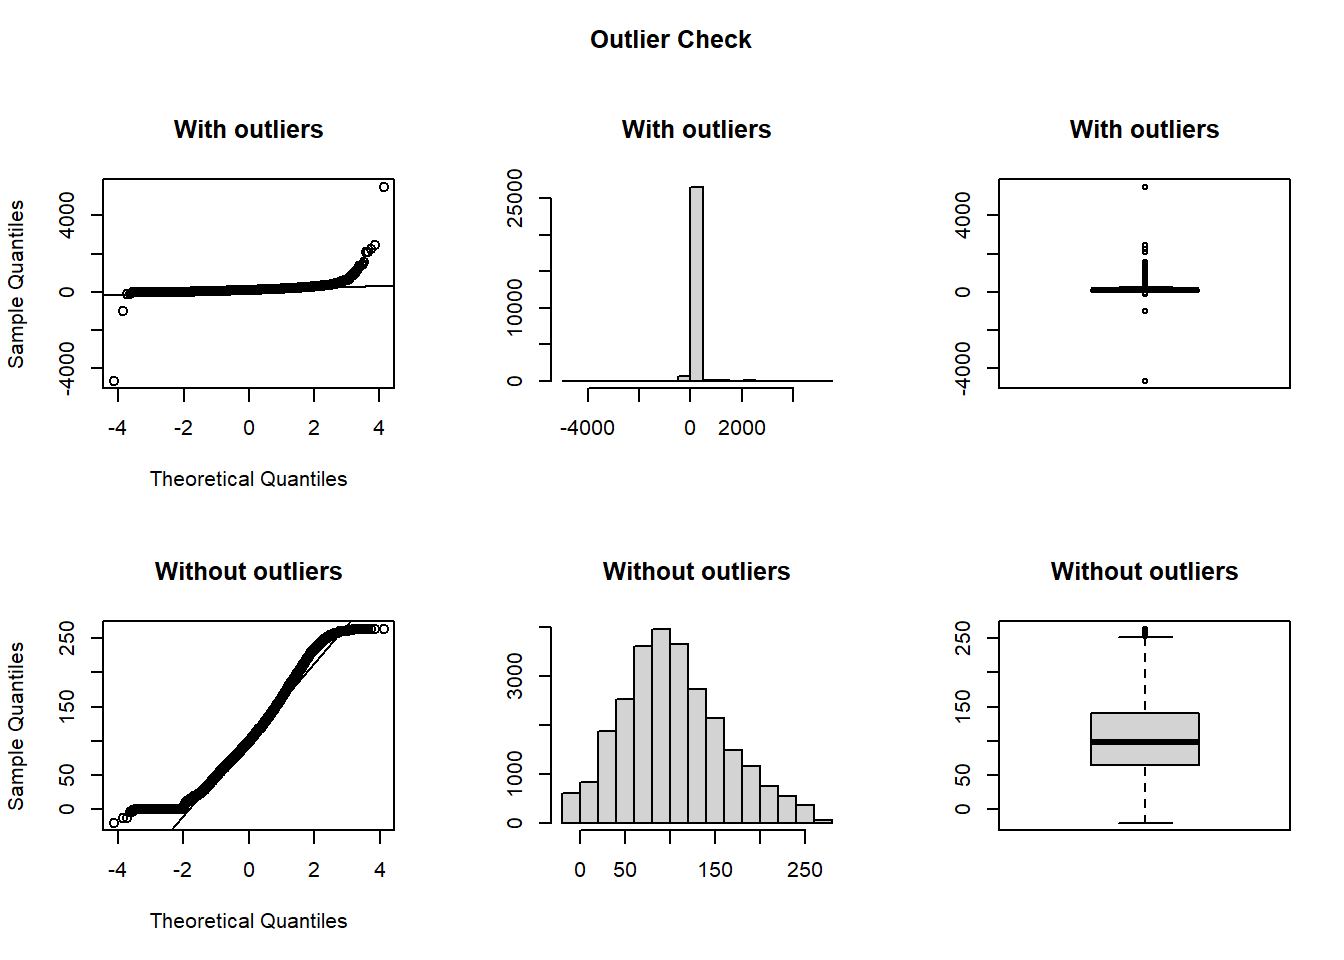 Outlier Check
With outliers
With outliers
With outliers
Sample Quantiles
-4000 0 4000
-4 -2 0 2 4
Theoretical Quantiles
0 10000 25000
-4000 0 2000
-4000 0 4000
Without outliers
Without outliers
Without outliers
Sample Quantiles
0 50 150 250
-4 -2 0 2 4
Theoretical Quantiles
0 1000 3000
0 50 150 250
0 50 150 250